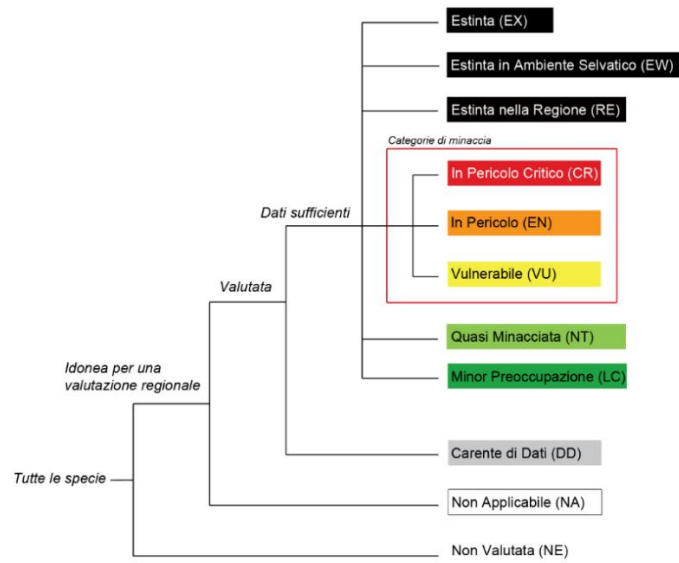 Estinta (EX)
Estinta in Ambiente Selvatico (EW)
Estinta nella Regione (RE)
Categorie di minaccia
In Pericolo Critico (CR)
Dati sufficienti
In Pericolo (EN)
Vulnerabile (VU)
Valutata
Quasi Minacciata (NT)
Idonea per una
valutazione regionale
Minor Preoccupazione (LC)
Carente di Dati (DD)
Tutte le specie
Non Applicabile (NA)
Non Valutata (NE)